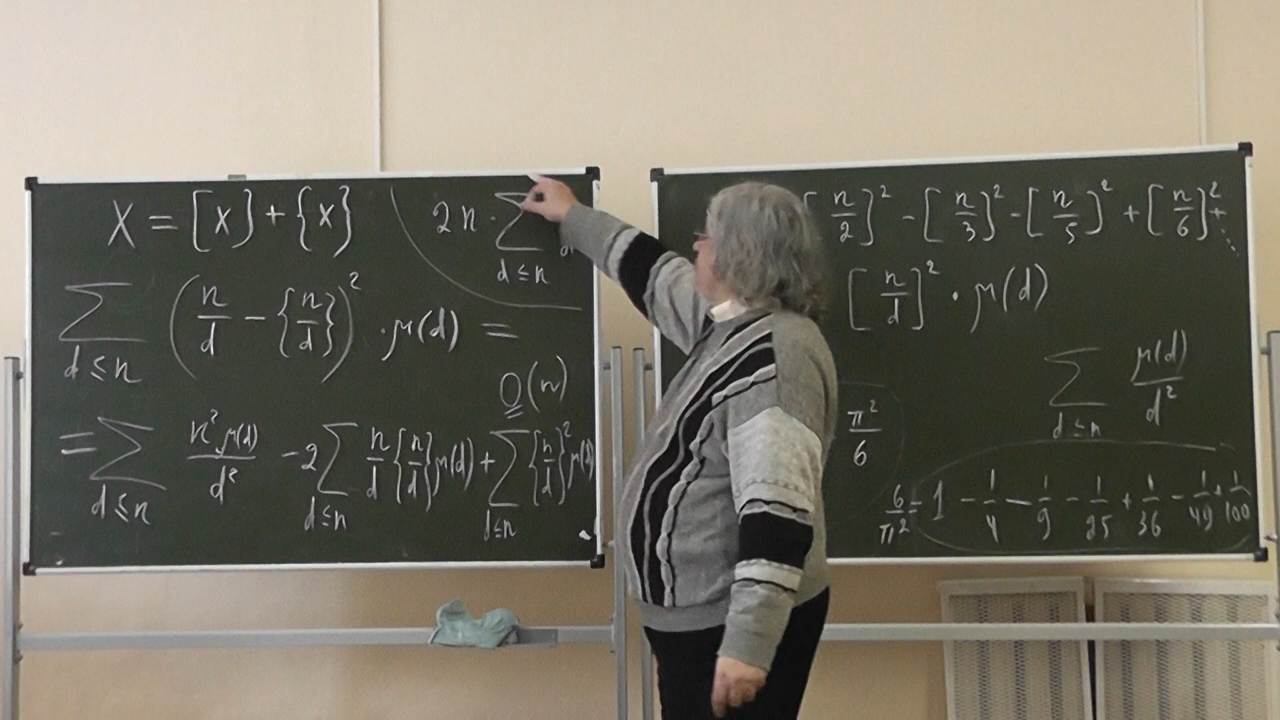 X = [x] + {x}
2n · ∑_{d ≤ n}
∑_{d ≤ n} (n/d − {n/d})² · μ(d) =
O(n)
= ∑_{d ≤ n} n² μ(d)/d² − 2 ∑_{d ≤ n} n/d {n/d} μ(d) + ∑_{d ≤ n} {n/d}² μ(d)
[n/2]² − [n/3]² − [n/5]² + [n/6]² + ...
[n/d]² · μ(d)
∑_{d ≤ n} μ(d)/d²
π²/6
6/π² = 1 − 1/4 − 1/9 − 1/25 + 1/36 − 1/49 + 1/100